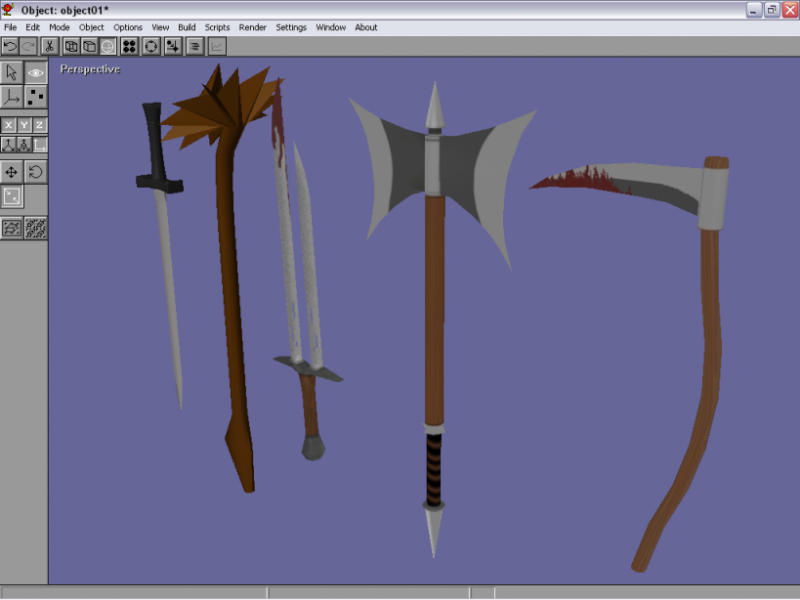 Object: object01*
File Edit Mode Object Options View Build Scripts Render Settings Window About
Perspective
X Y Z